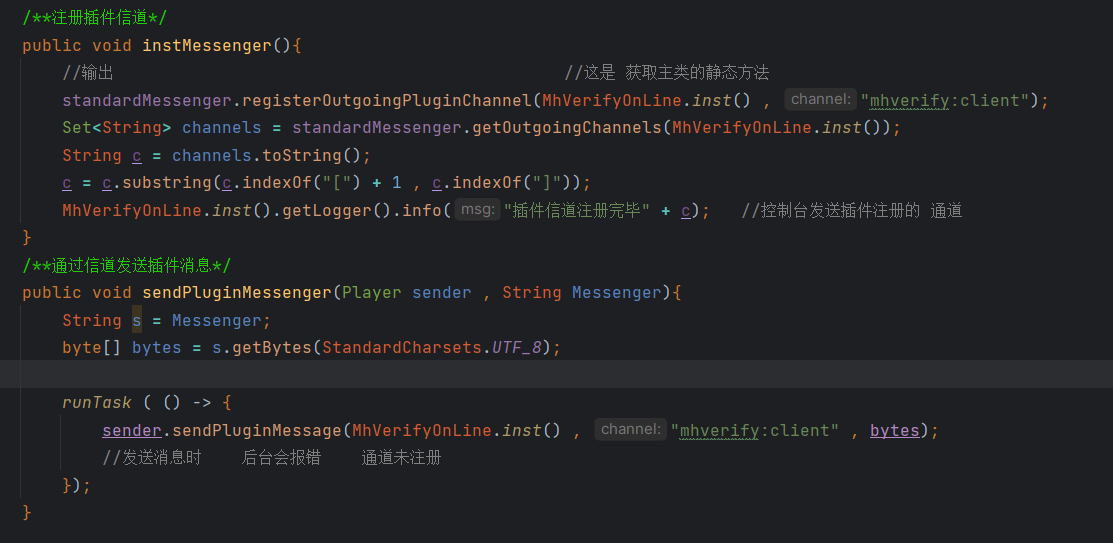 /**注册插件信道*/
public void instMessenger(){
//输出 //这是 获取主类的静态方法
standardMessenger.registerOutgoingPluginChannel(MhVerifyOnLine.inst() , channel: "mhverify:client");
Set<String> channels = standardMessenger.getOutgoingChannels(MhVerifyOnLine.inst());
String c = channels.toString();
c = c.substring(c.indexOf("[") + 1 , c.indexOf("]"));
MhVerifyOnLine.inst().getLogger().info( msg: "插件信道注册完毕" + c); //控制台发送插件注册的 通道
}
/**通过信道发送插件消息*/
public void sendPluginMessenger(Player sender , String Messenger){
String s = Messenger;
byte[] bytes = s.getBytes(StandardCharsets.UTF_8);
runTask ( () -> {
sender.sendPluginMessage(MhVerifyOnLine.inst() , channel: "mhverify:client" , bytes);
//发送消息时 后台会报错 通道未注册
});
}